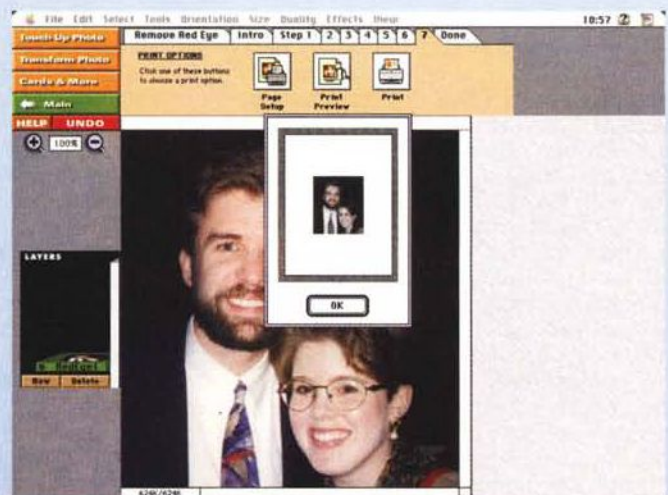 File Edit Select Tools Orientation Size Quality Effects 10:57
Touch-Up Photo
Transform Photo
Cards & More
Main
HELP UNDO
100%
Remove Red Eye Intro Step 1 2 3 4 5 6 7 Done
PRINT OPTIONS
Click one of these buttons
to choose a print option.
Page
Setup
Print
Preview
Print
OK
LAYERS
New Delete
624K/624K